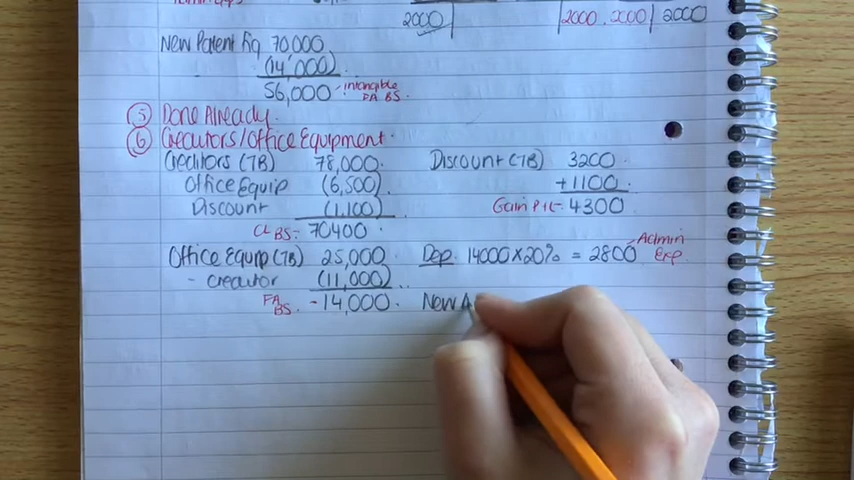 2000 2000, 2000 2000
New Patent Fig 70,000
(14,000)
56,000 - intangible
FA BS.
5 Done Already.
6 Creditors/Office Equipment
Creditors (TB) 78,000 Discount (TB) 3200
Office Equip (6,500) +1100
Discount (1,100) Gain P+L - 4300
CL BS = 70400
Office Equip (TB) 25,000 Dep. 14000 x 20% = 2800 Admin
- creditor (11,000) Exp
FA - 14,000 New A
BS.